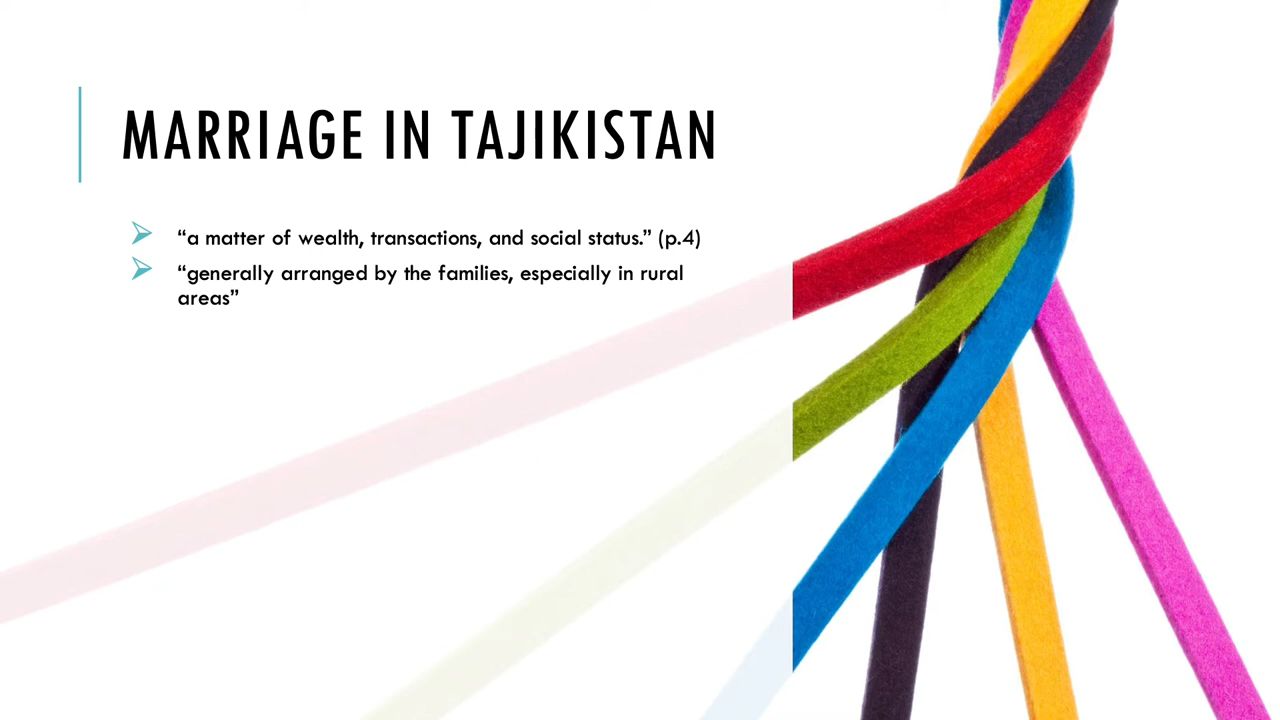 MARRIAGE IN TAJIKISTAN
“a matter of wealth, transactions, and social status.” (p.4)
“generally arranged by the families, especially in rural
areas”